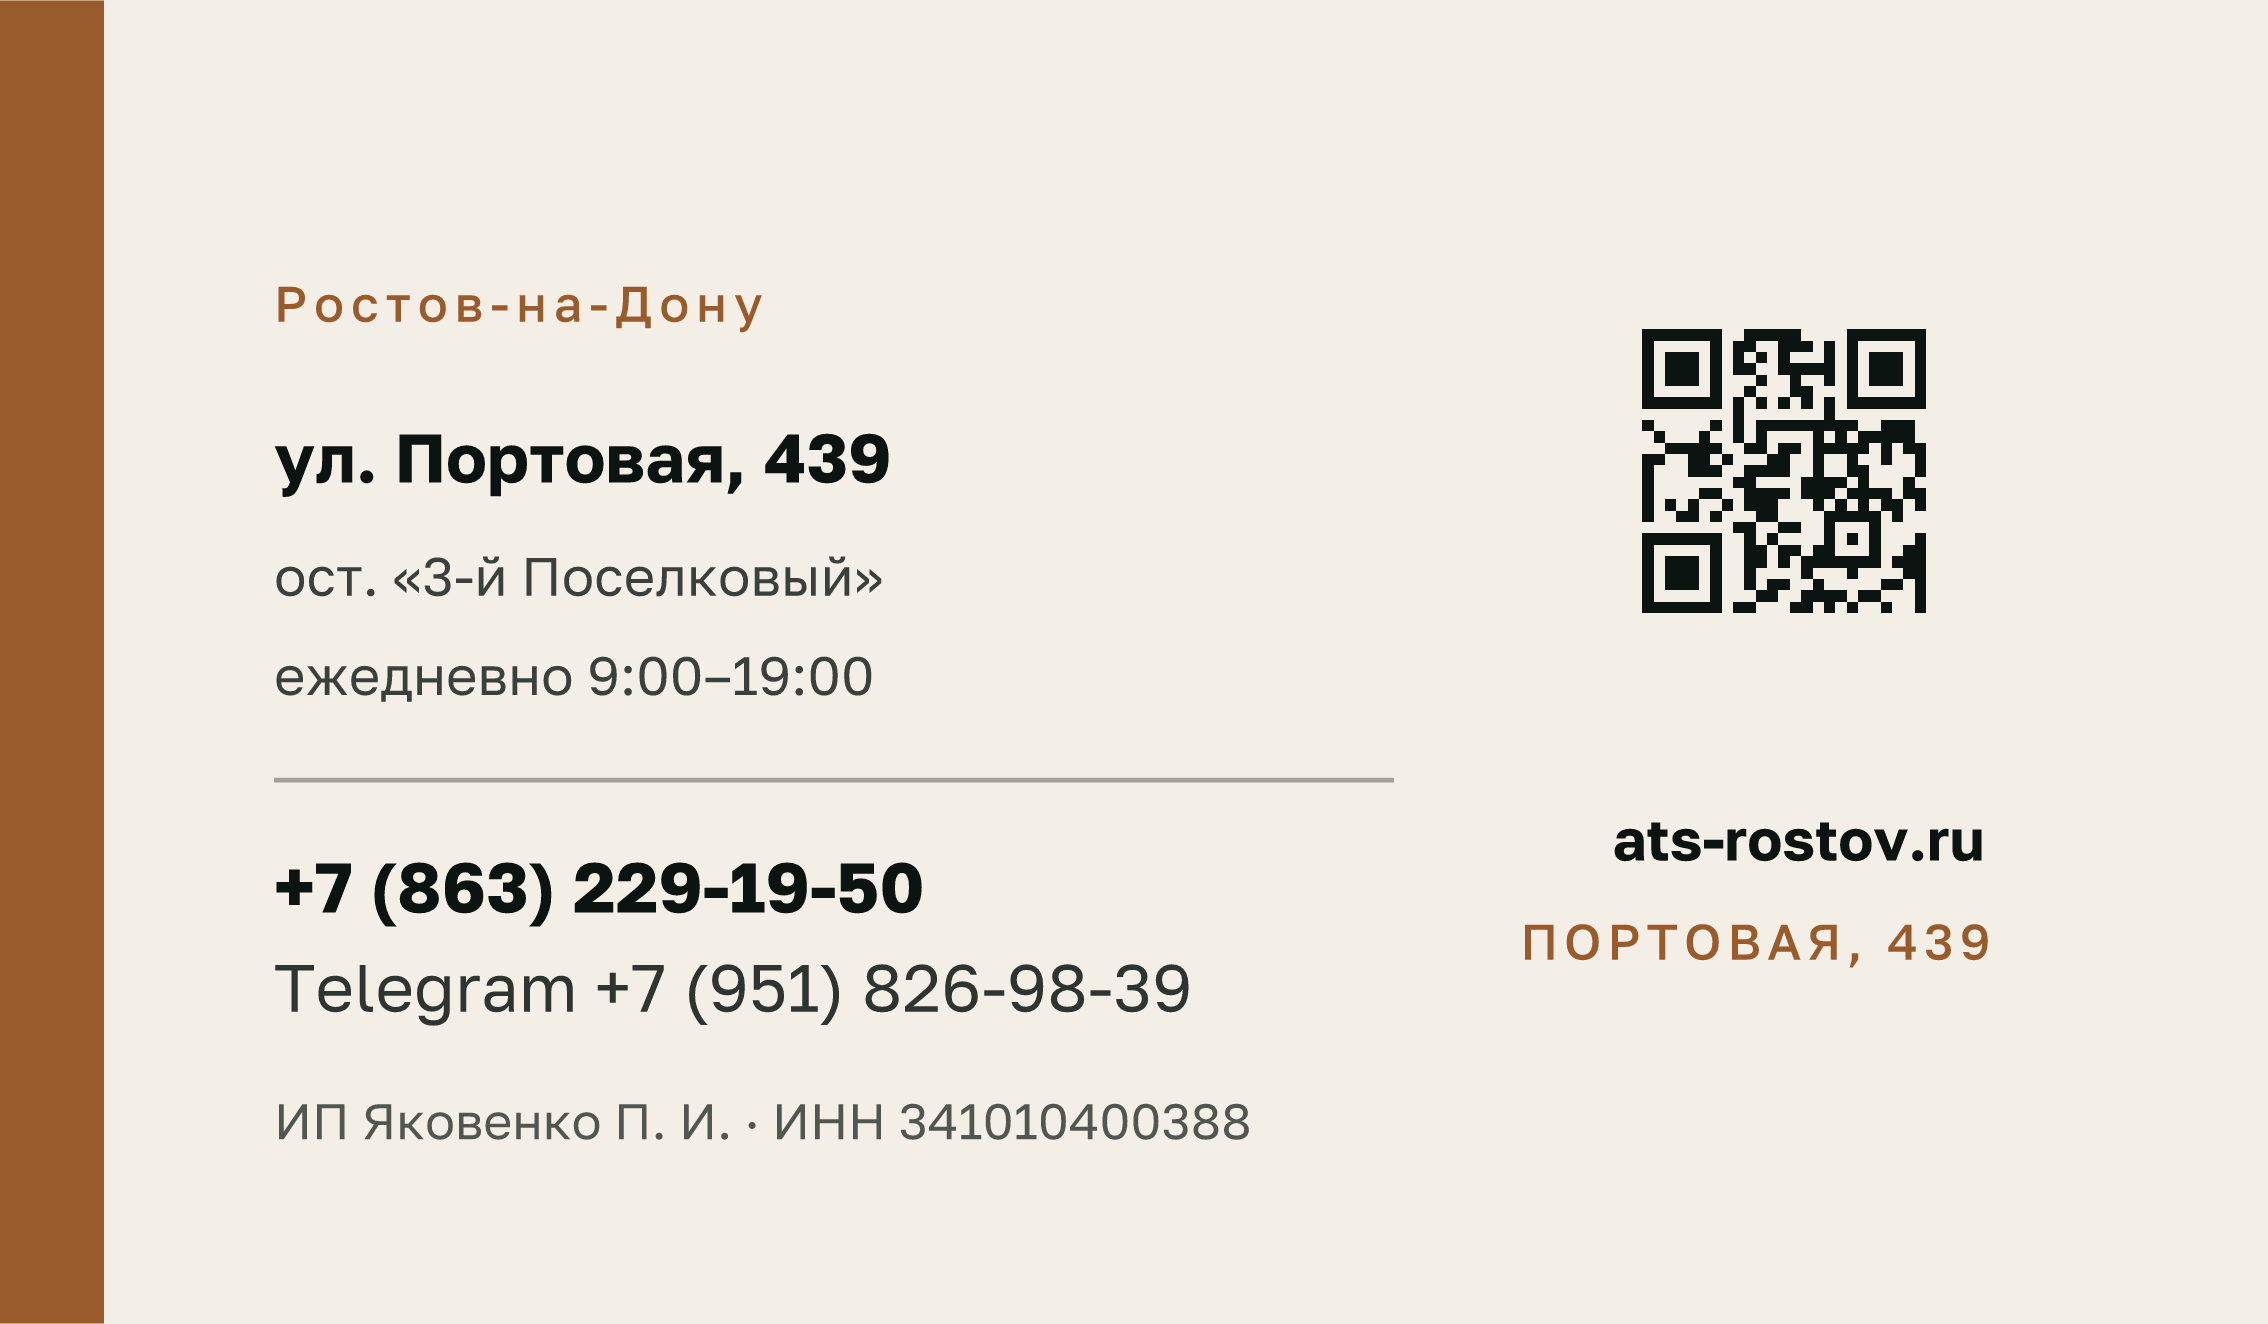 Ростов-на-Дону
ул. Портовая, 439
ост. «3-й Поселковый»
ежедневно 9:00–19:00
+7 (863) 229-19-50
Telegram +7 (951) 826-98-39
ИП Яковенко П. И. · ИНН 341010400388
ats-rostov.ru
ПОРТОВАЯ, 439